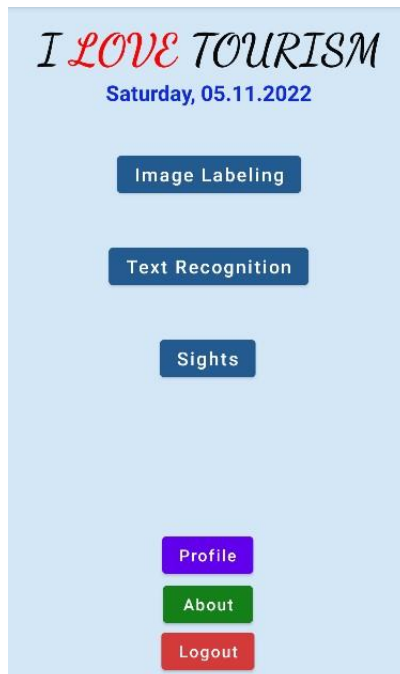 I LOVE TOURISM
Saturday, 05.11.2022
Image Labeling
Text Recognition
Sights
Profile
About
Logout